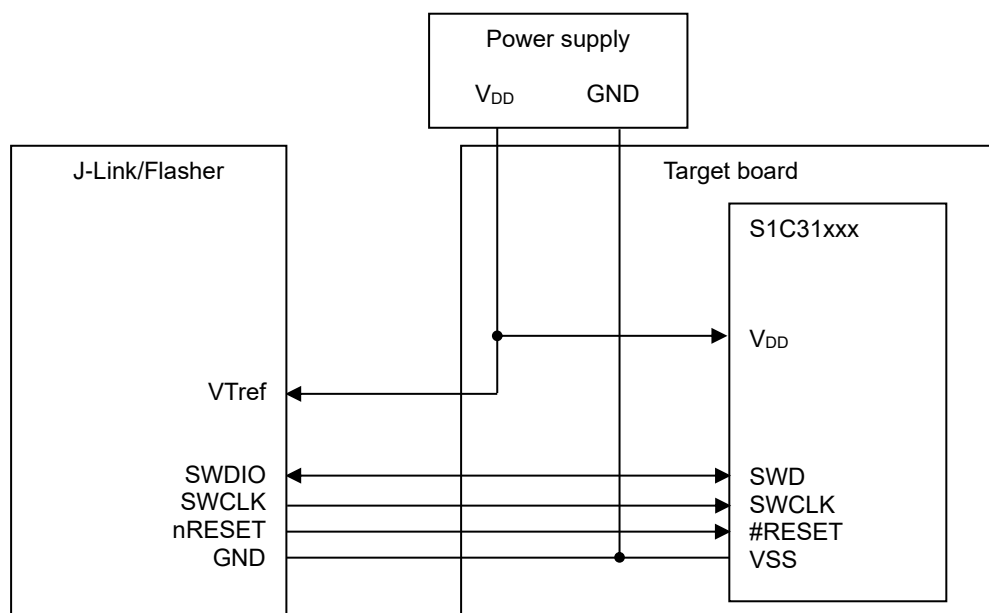 Power supply
VDD GND
J-Link/Flasher
Target board
S1C31xxx
VDD
VTref
SWDIO
SWCLK
nRESET
GND
SWD
SWCLK
#RESET
VSS